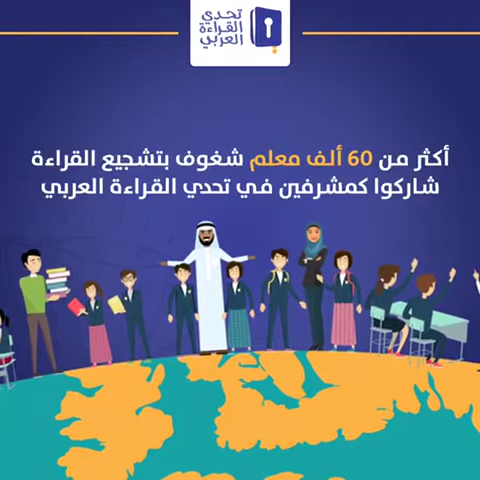 تحدي
القراءة
العربي
أكثر من 60 ألف معلم شغوف بتشجيع القراءة
شاركوا كمشرفين في تحدي القراءة العربي